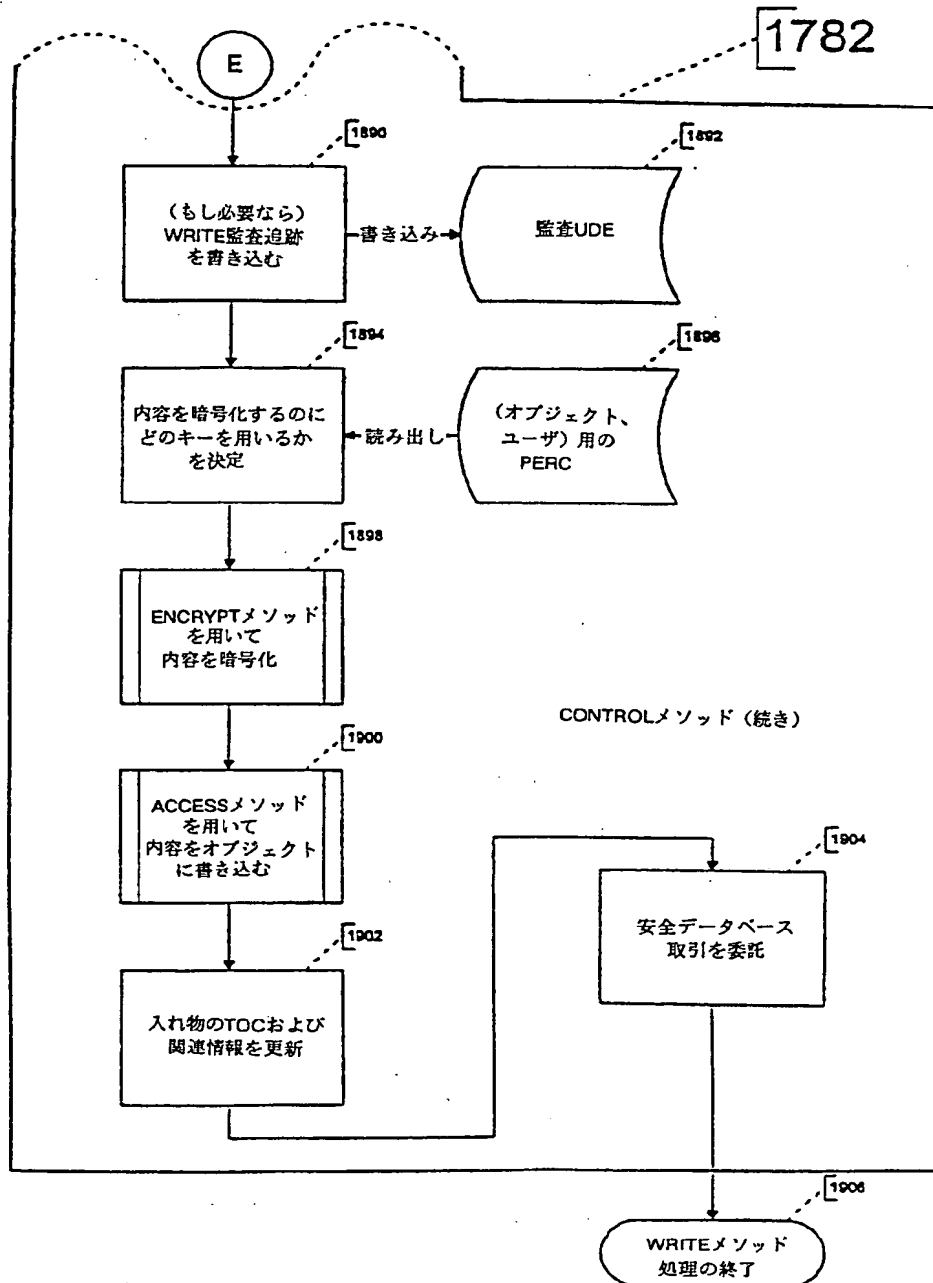 1782
E
1890
(もし必要なら)
WRITE監査追跡
を書き込む
書き込み
1892
監査UDE
1894
内容を暗号化するのに
どのキーを用いるか
を決定
読み出し
1896
(オブジェクト、
ユーザ)用の
PERC
1898
ENCRYPTメソッド
を用いて
内容を暗号化
CONTROLメソッド(続き)
1900
ACCESSメソッド
を用いて
内容をオブジェクト
に書き込む
1902
入れ物のTOCおよび
関連情報を更新
1904
安全データベース
取引を委託
1906
WRITEメソッド
処理の終了